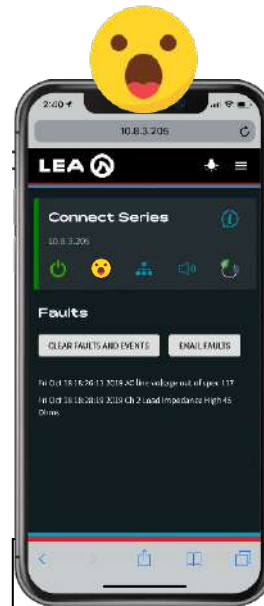 2:40
10.8.3.205
LEA
Connect Series
10.8.3.205
Faults
CLEAR FAULTS AND EVENTS
EMAIL FAULTS
Fri Oct 18 18:26:13 2019 AC line voltage out of spec 117
Fri Oct 18 18:28:19 2019 Ch 2 Load Impedance High 45
Ohms